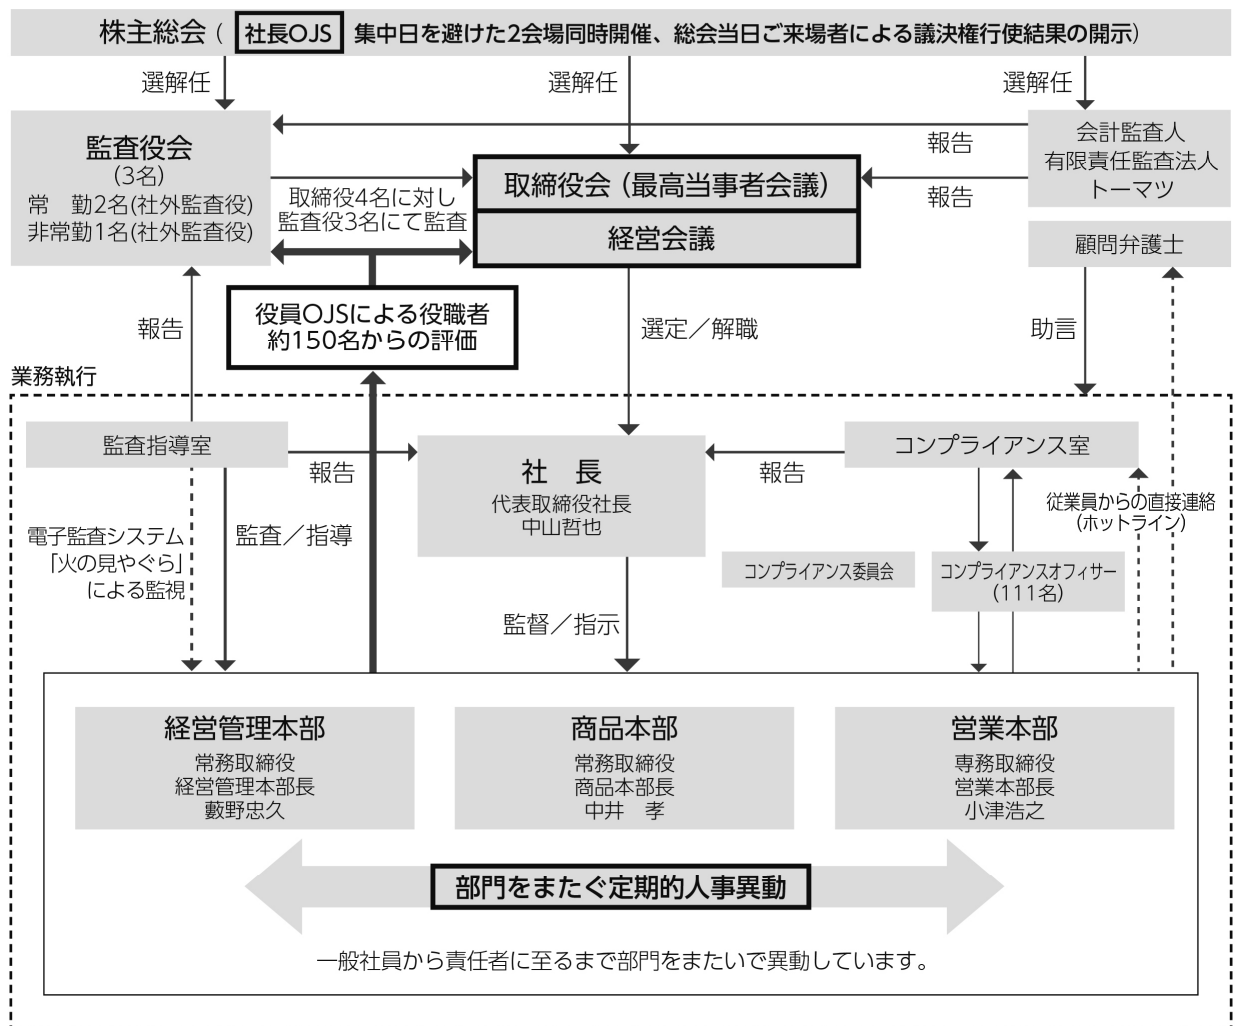 株主総会（ 社長OJS 集中日を避けた2会場同時開催、総会当日ご来場者による議決権行使結果の開示）
選解任
選解任
選解任
監査役会
（3名）
常　勤2名(社外監査役)
非常勤1名(社外監査役)
取締役4名に対し
監査役3名にて監査
取締役会（最高当事者会議）
経営会議
報告
報告
会計監査人
有限責任監査法人
トーマツ
顧問弁護士
役員OJSによる役職者
約150名からの評価
報告
選定／解職
助言
業務執行
監査指導室
報告
社　長
代表取締役社長
中山哲也
報告
コンプライアンス室
電子監査システム
「火の見やぐら」
による監視
監査／指導
従業員からの直接連絡
（ホットライン）
コンプライアンス委員会
コンプライアンスオフィサー
（111名）
監督／指示
経営管理本部
常務取締役
経営管理本部長
藪野忠久
商品本部
常務取締役
商品本部長
中井　孝
営業本部
専務取締役
営業本部長
小津浩之
部門をまたぐ定期的人事異動
一般社員から責任者に至るまで部門をまたいで異動しています。